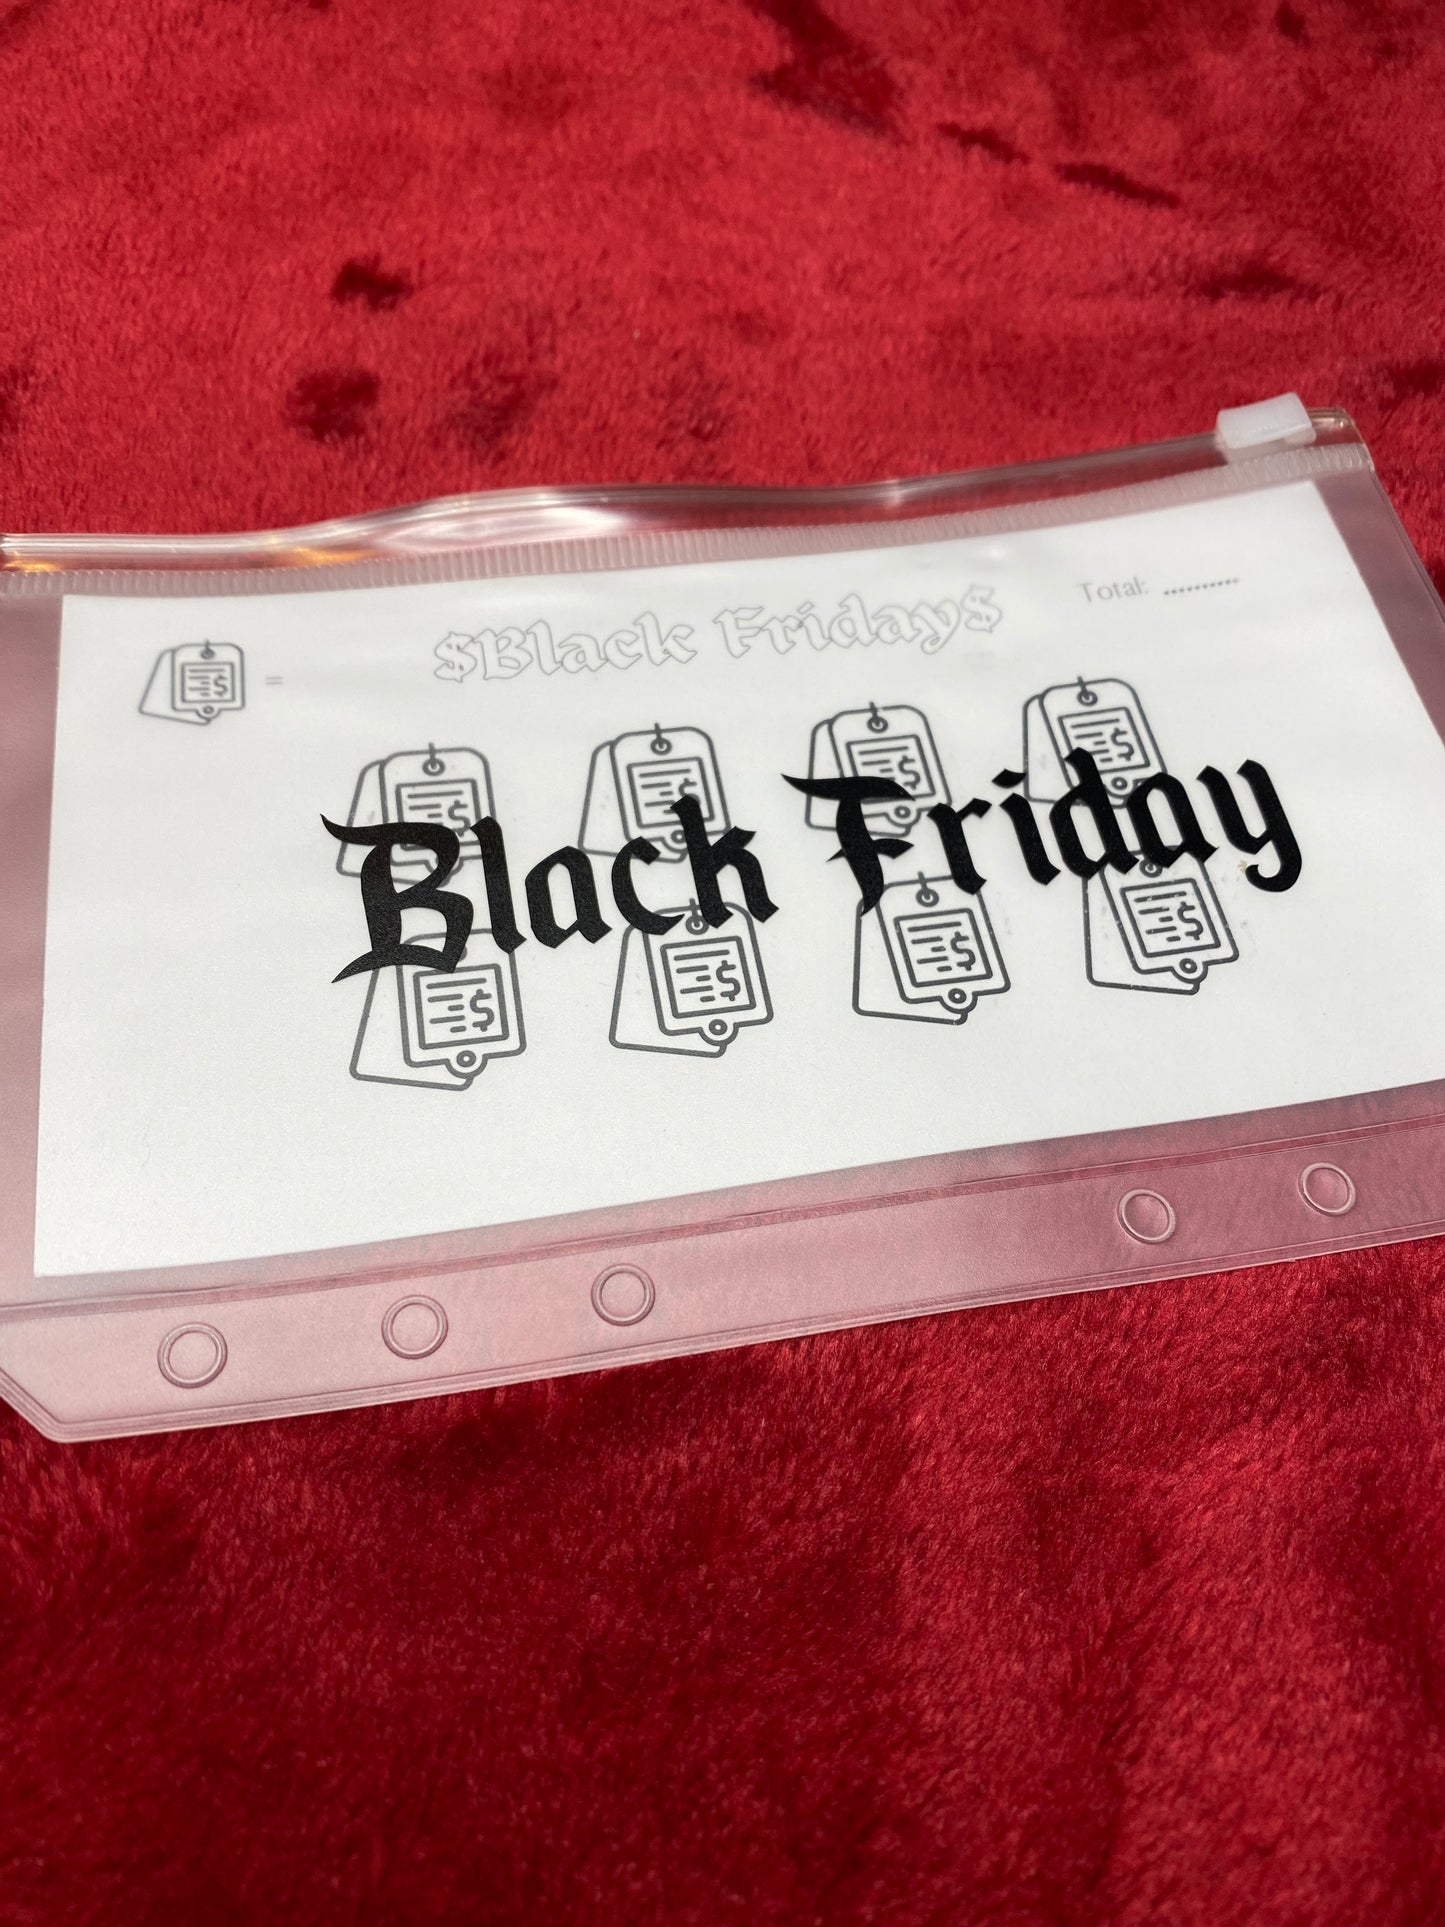 Total: ..........
$Black Friday$
=
Black Friday